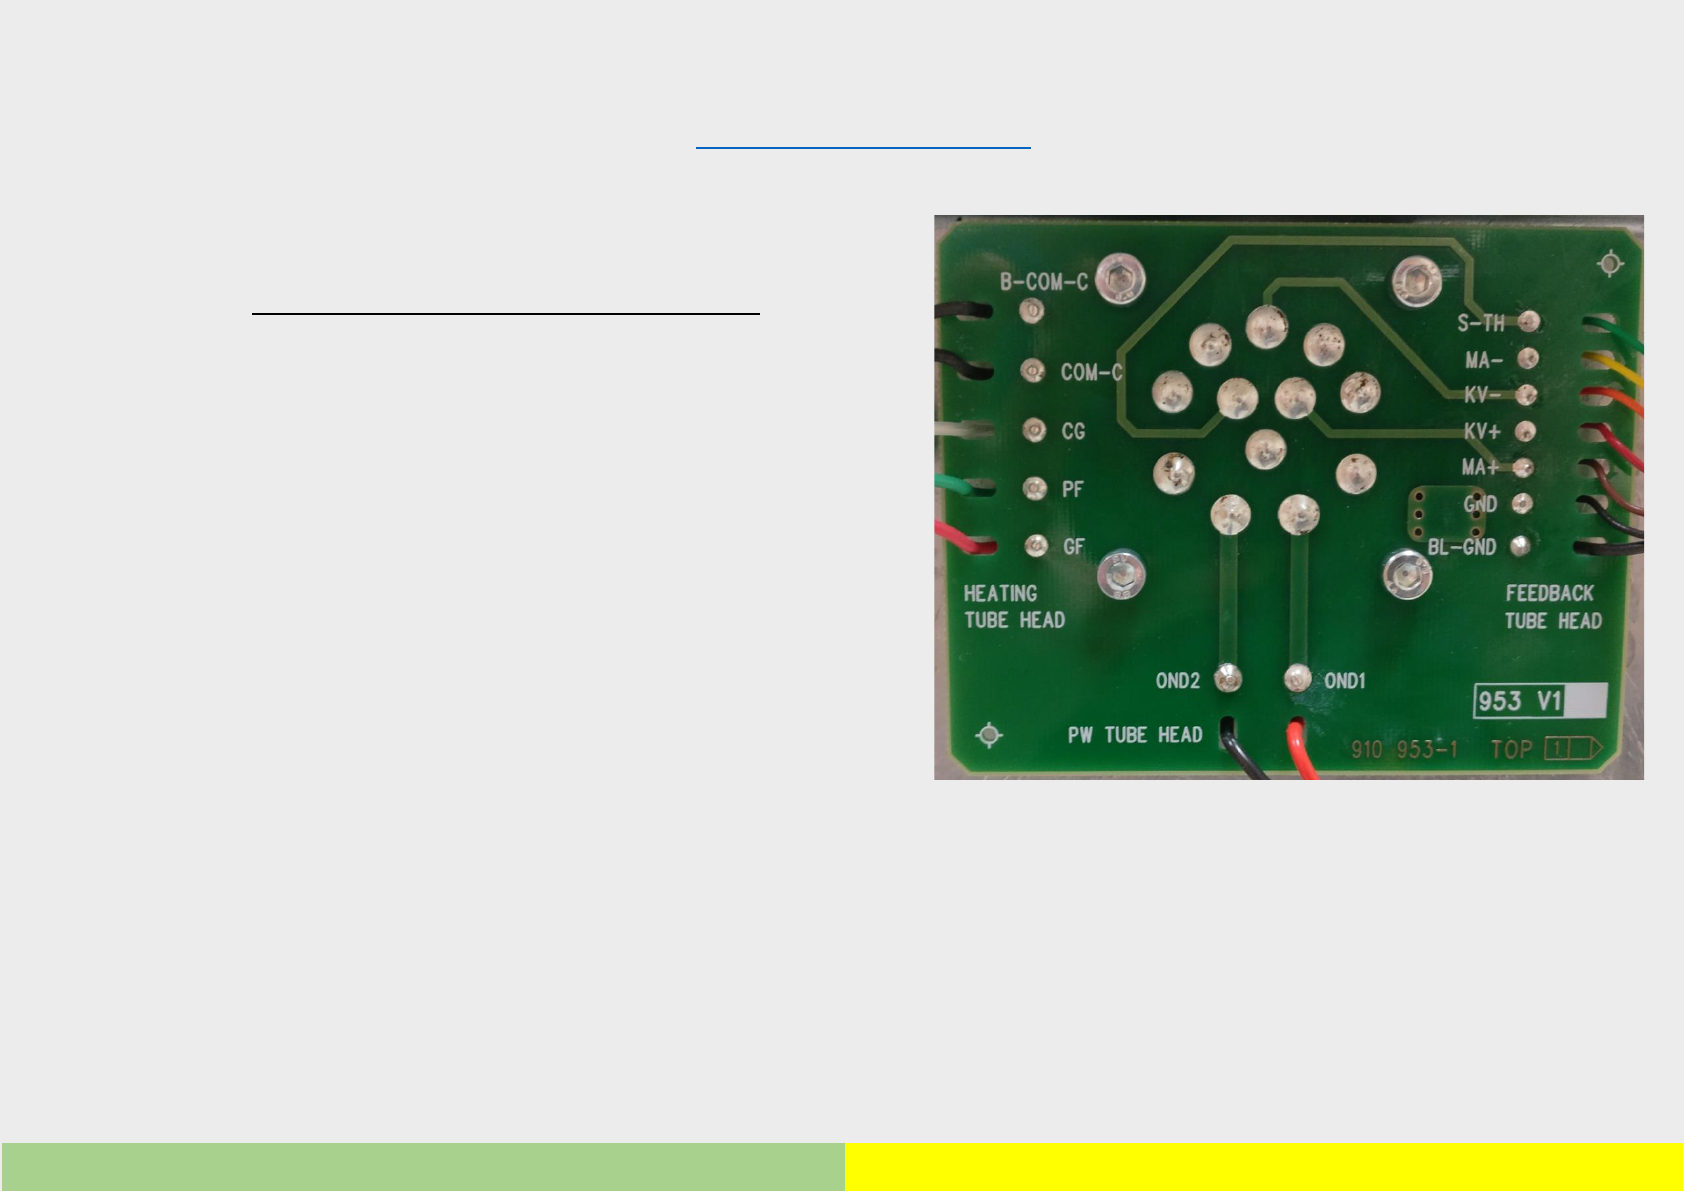 B-COM-C
COM-C
CG
PF
GF
HEATING
TUBE HEAD
S-TH
MA-
KV-
KV+
MA+
GND
BL-GND
FEEDBACK
TUBE HEAD
OND2
OND1
PW TUBE HEAD
953 V1
910 953-1 TOP 1